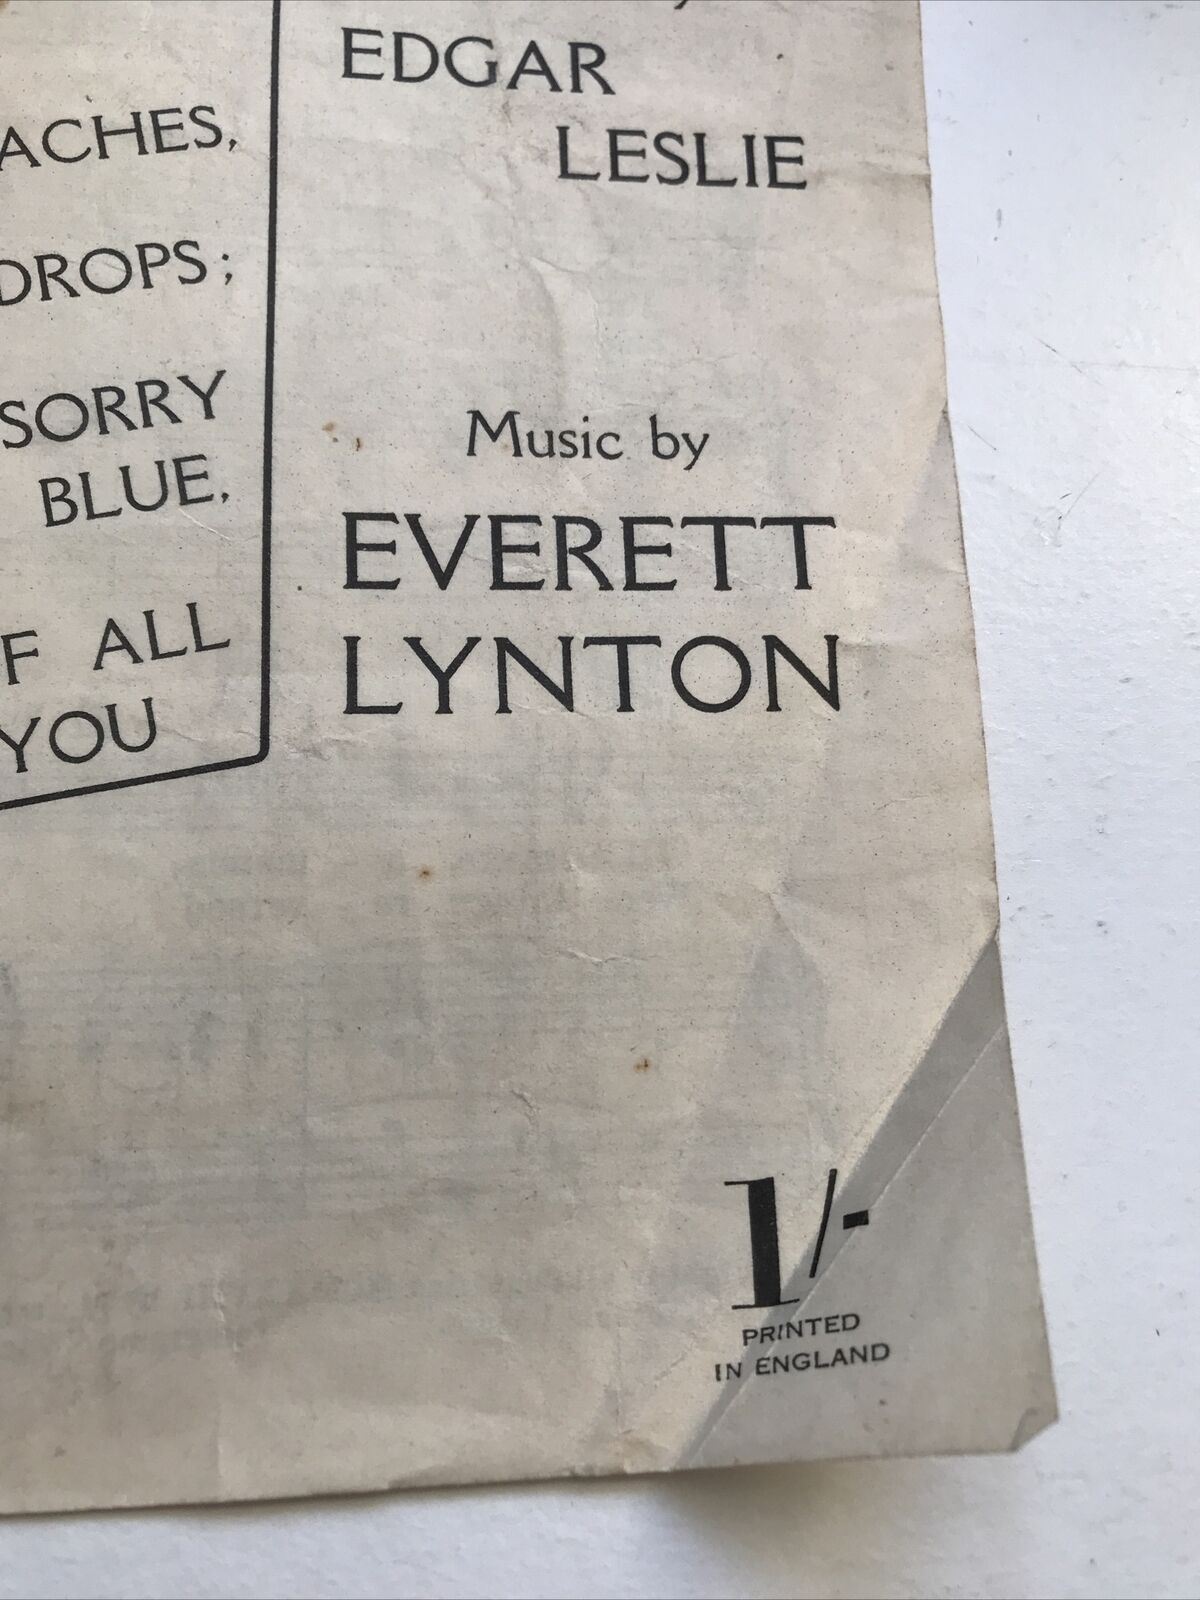 ACHES,
DROPS;
SORRY
BLUE,
F ALL
YOU
EDGAR
LESLIE
Music by
EVERETT
LYNTON
1/-
PRINTED
IN ENGLAND